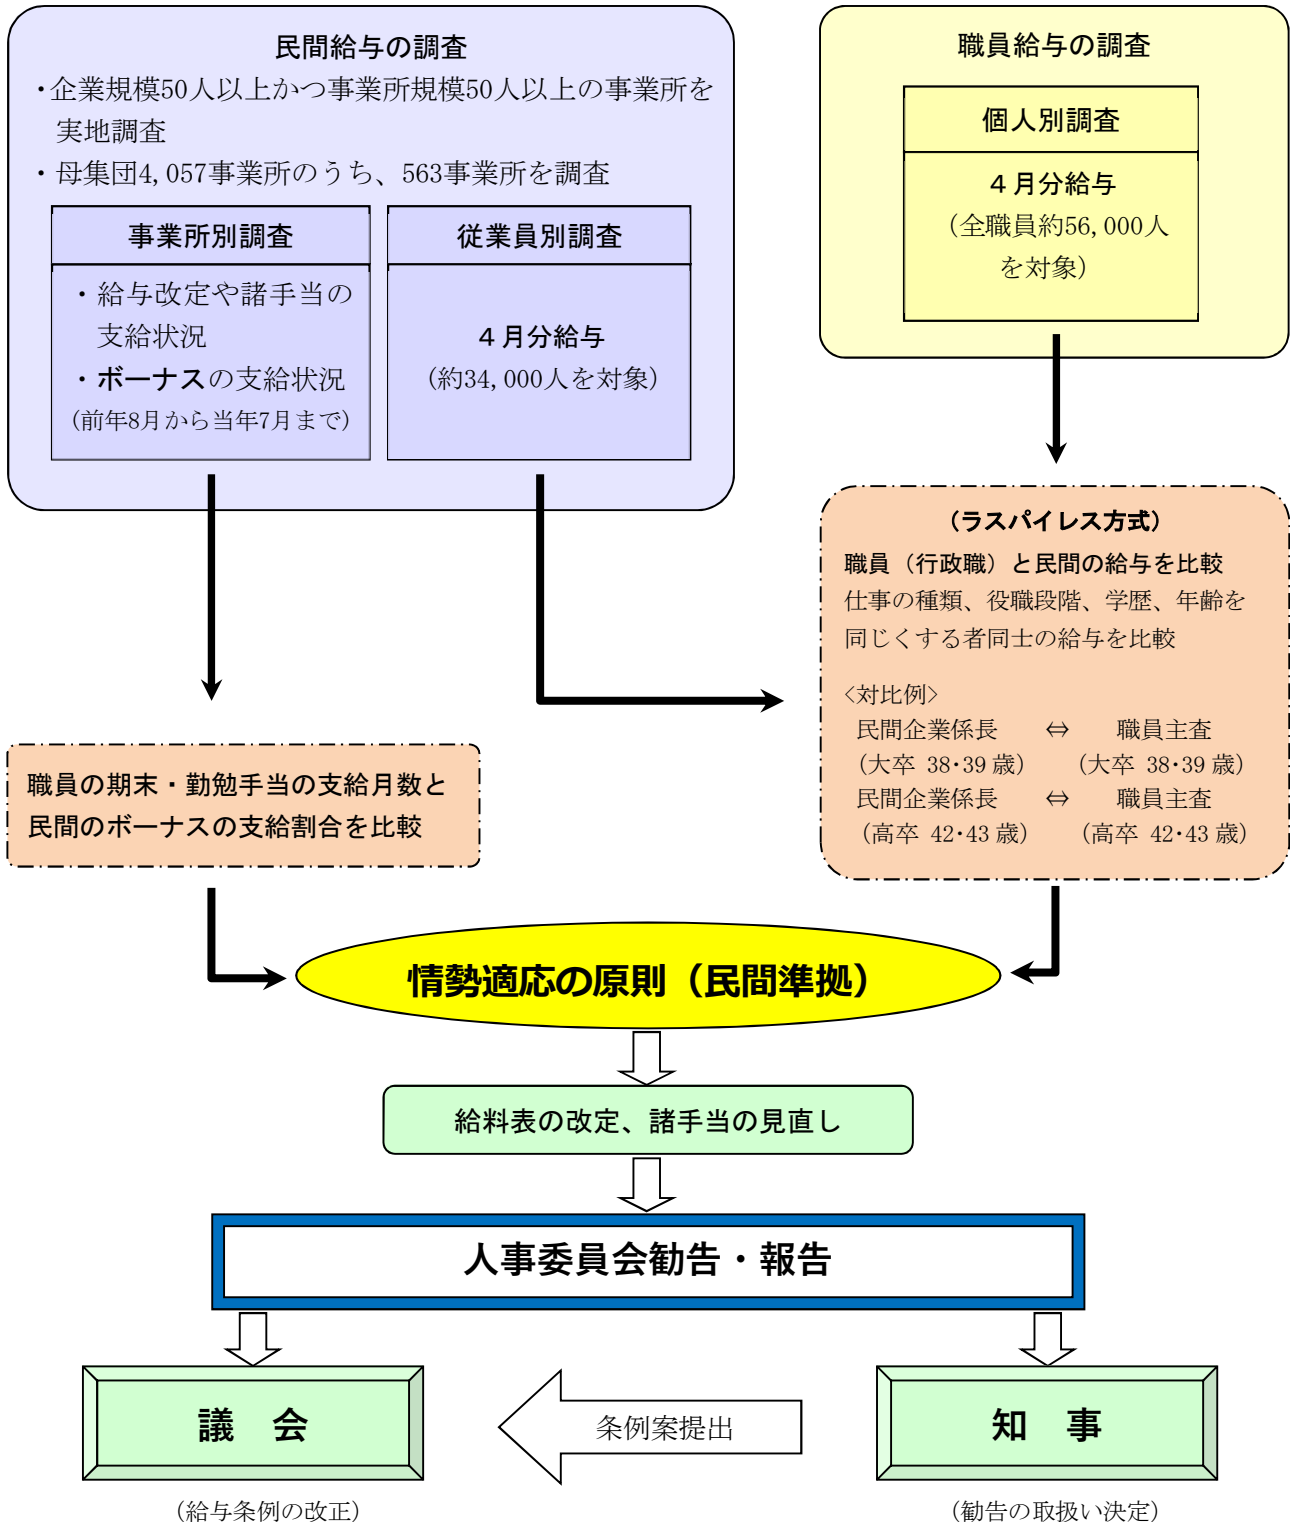 民間給与の調査
・企業規模50人以上かつ事業所規模50人以上の事業所を
実地調査
・母集団4,057事業所のうち、563事業所を調査
事業所別調査
・給与改定や諸手当の
支給状況
・ボーナスの支給状況
(前年8月から当年7月まで)
従業員別調査
４月分給与
(約34,000人を対象)
職員給与の調査
個人別調査
４月分給与
(全職員約56,000人
を対象)
(ラスパイレス方式)
職員（行政職）と民間の給与を比較
仕事の種類、役職段階、学歴、年齢を
同じくする者同士の給与を比較
<対比例>
民間企業係長 ⇔ 職員主査
(大卒 38･39 歳) (大卒 38･39 歳)
民間企業係長 ⇔ 職員主査
(高卒 42･43 歳) (高卒 42･43 歳)
職員の期末・勤勉手当の支給月数と
民間のボーナスの支給割合を比較
情勢適応の原則（民間準拠）
給料表の改定、諸手当の見直し
人事委員会勧告・報告
議　会
条例案提出
知　事
(給与条例の改正)
(勧告の取扱い決定)